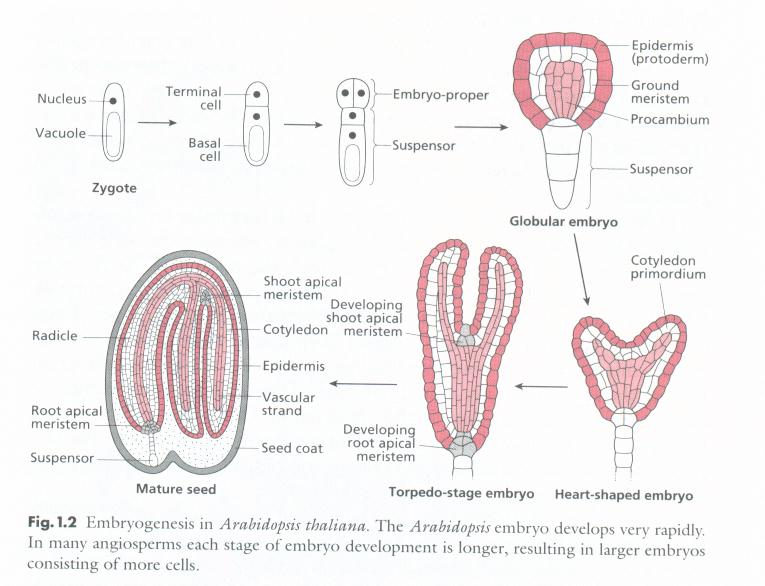 Nucleus
Vacuole
Zygote
Terminal
cell
Basal
cell
Embryo-proper
Suspensor
Epidermis
(protoderm)
Ground
meristem
Procambium
Suspensor
Globular embryo
Cotyledon
primordium
Heart-shaped embryo
Developing
shoot apical
meristem
Developing
root apical
meristem
Torpedo-stage embryo
Shoot apical
meristem
Cotyledon
Epidermis
Vascular
strand
Seed coat
Radicle
Root apical
meristem
Suspensor
Mature seed
Fig. 1.2 Embryogenesis in Arabidopsis thaliana. The Arabidopsis embryo develops very rapidly.
In many angiosperms each stage of embryo development is longer, resulting in larger embryos
consisting of more cells.